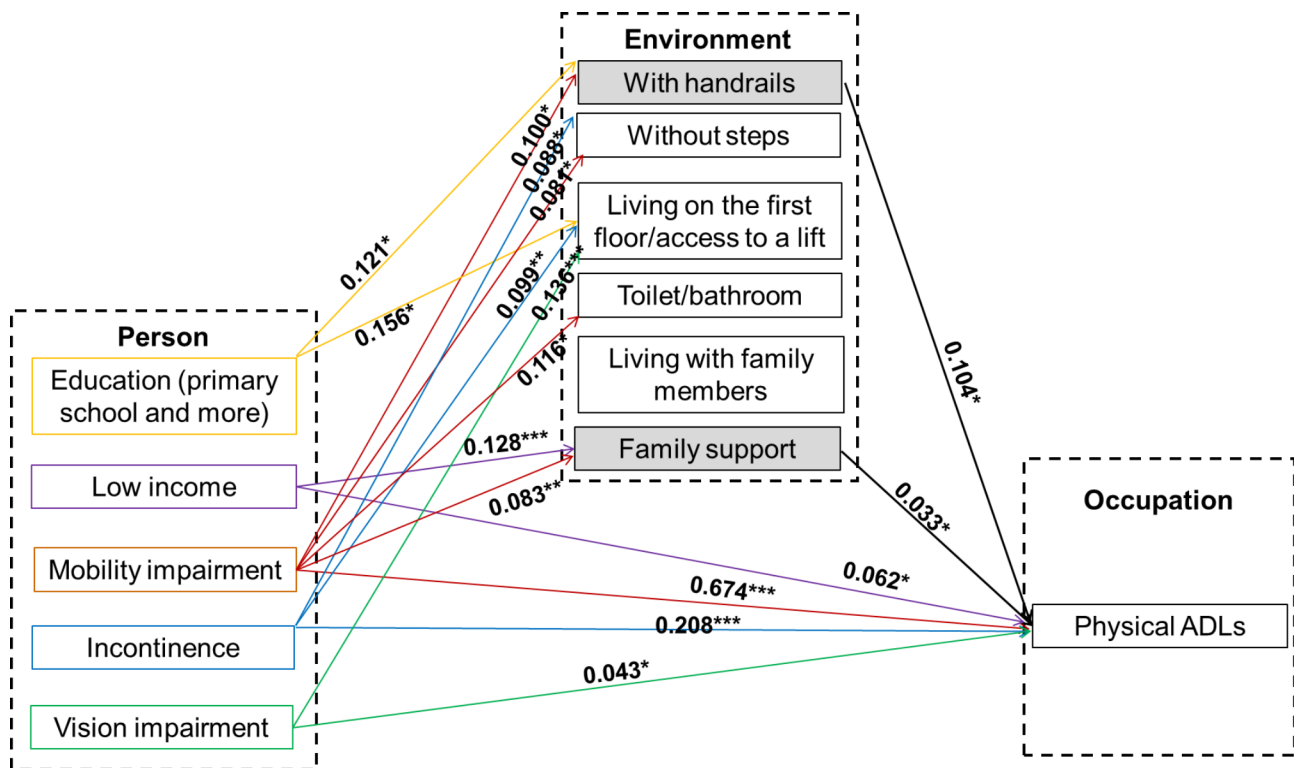 Environment
With handrails
Without steps
Living on the first
floor/access to a lift
Toilet/bathroom
Living with family
members
Family support
Person
Education (primary
school and more)
Low income
Mobility impairment
Incontinence
Vision impairment
Occupation
Physical ADLs
0.121*
0.156*
0.100*
0.088*
0.081*
0.099**
0.136***
0.116*
0.128***
0.083**
0.104*
0.033*
0.062*
0.674***
0.208***
0.043*